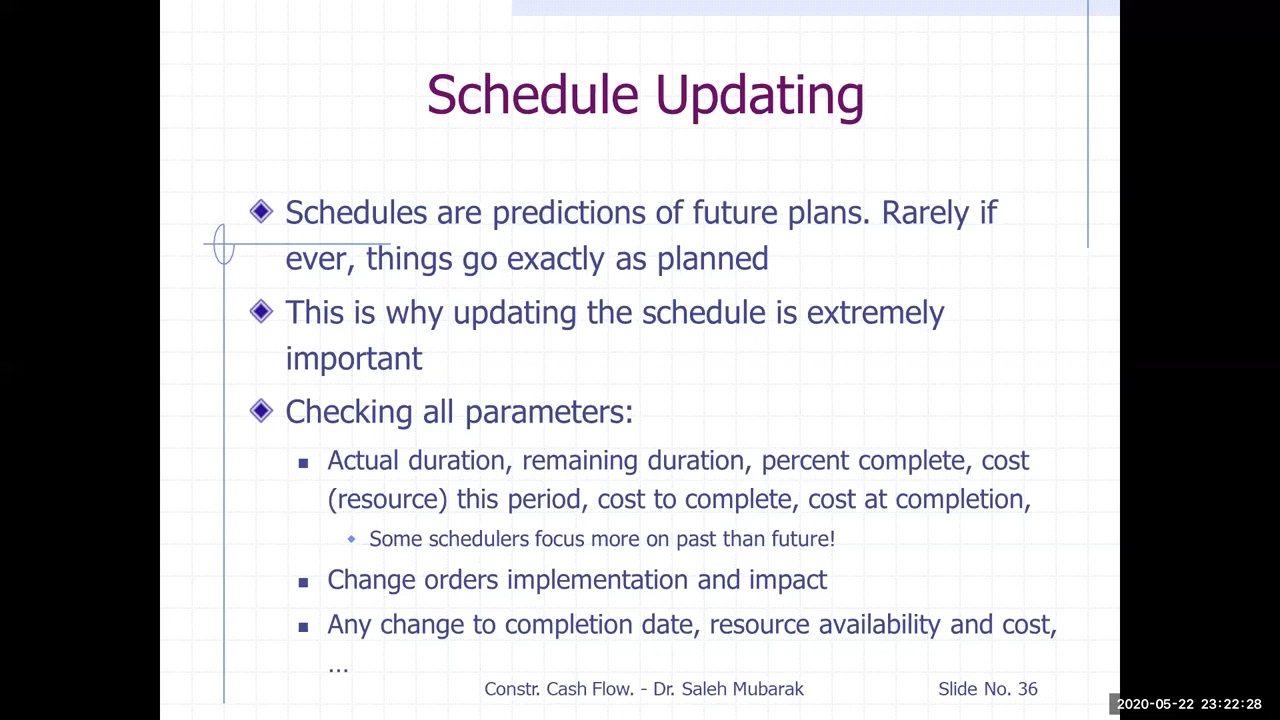 Schedule Updating
Schedules are predictions of future plans. Rarely if
ever, things go exactly as planned
This is why updating the schedule is extremely
important
Checking all parameters:
Actual duration, remaining duration, percent complete, cost
(resource) this period, cost to complete, cost at completion,
Some schedulers focus more on past than future!
Change orders implementation and impact
Any change to completion date, resource availability and cost,
...
Constr. Cash Flow. - Dr. Saleh Mubarak
Slide No. 36
2020-05-22 23:22:28